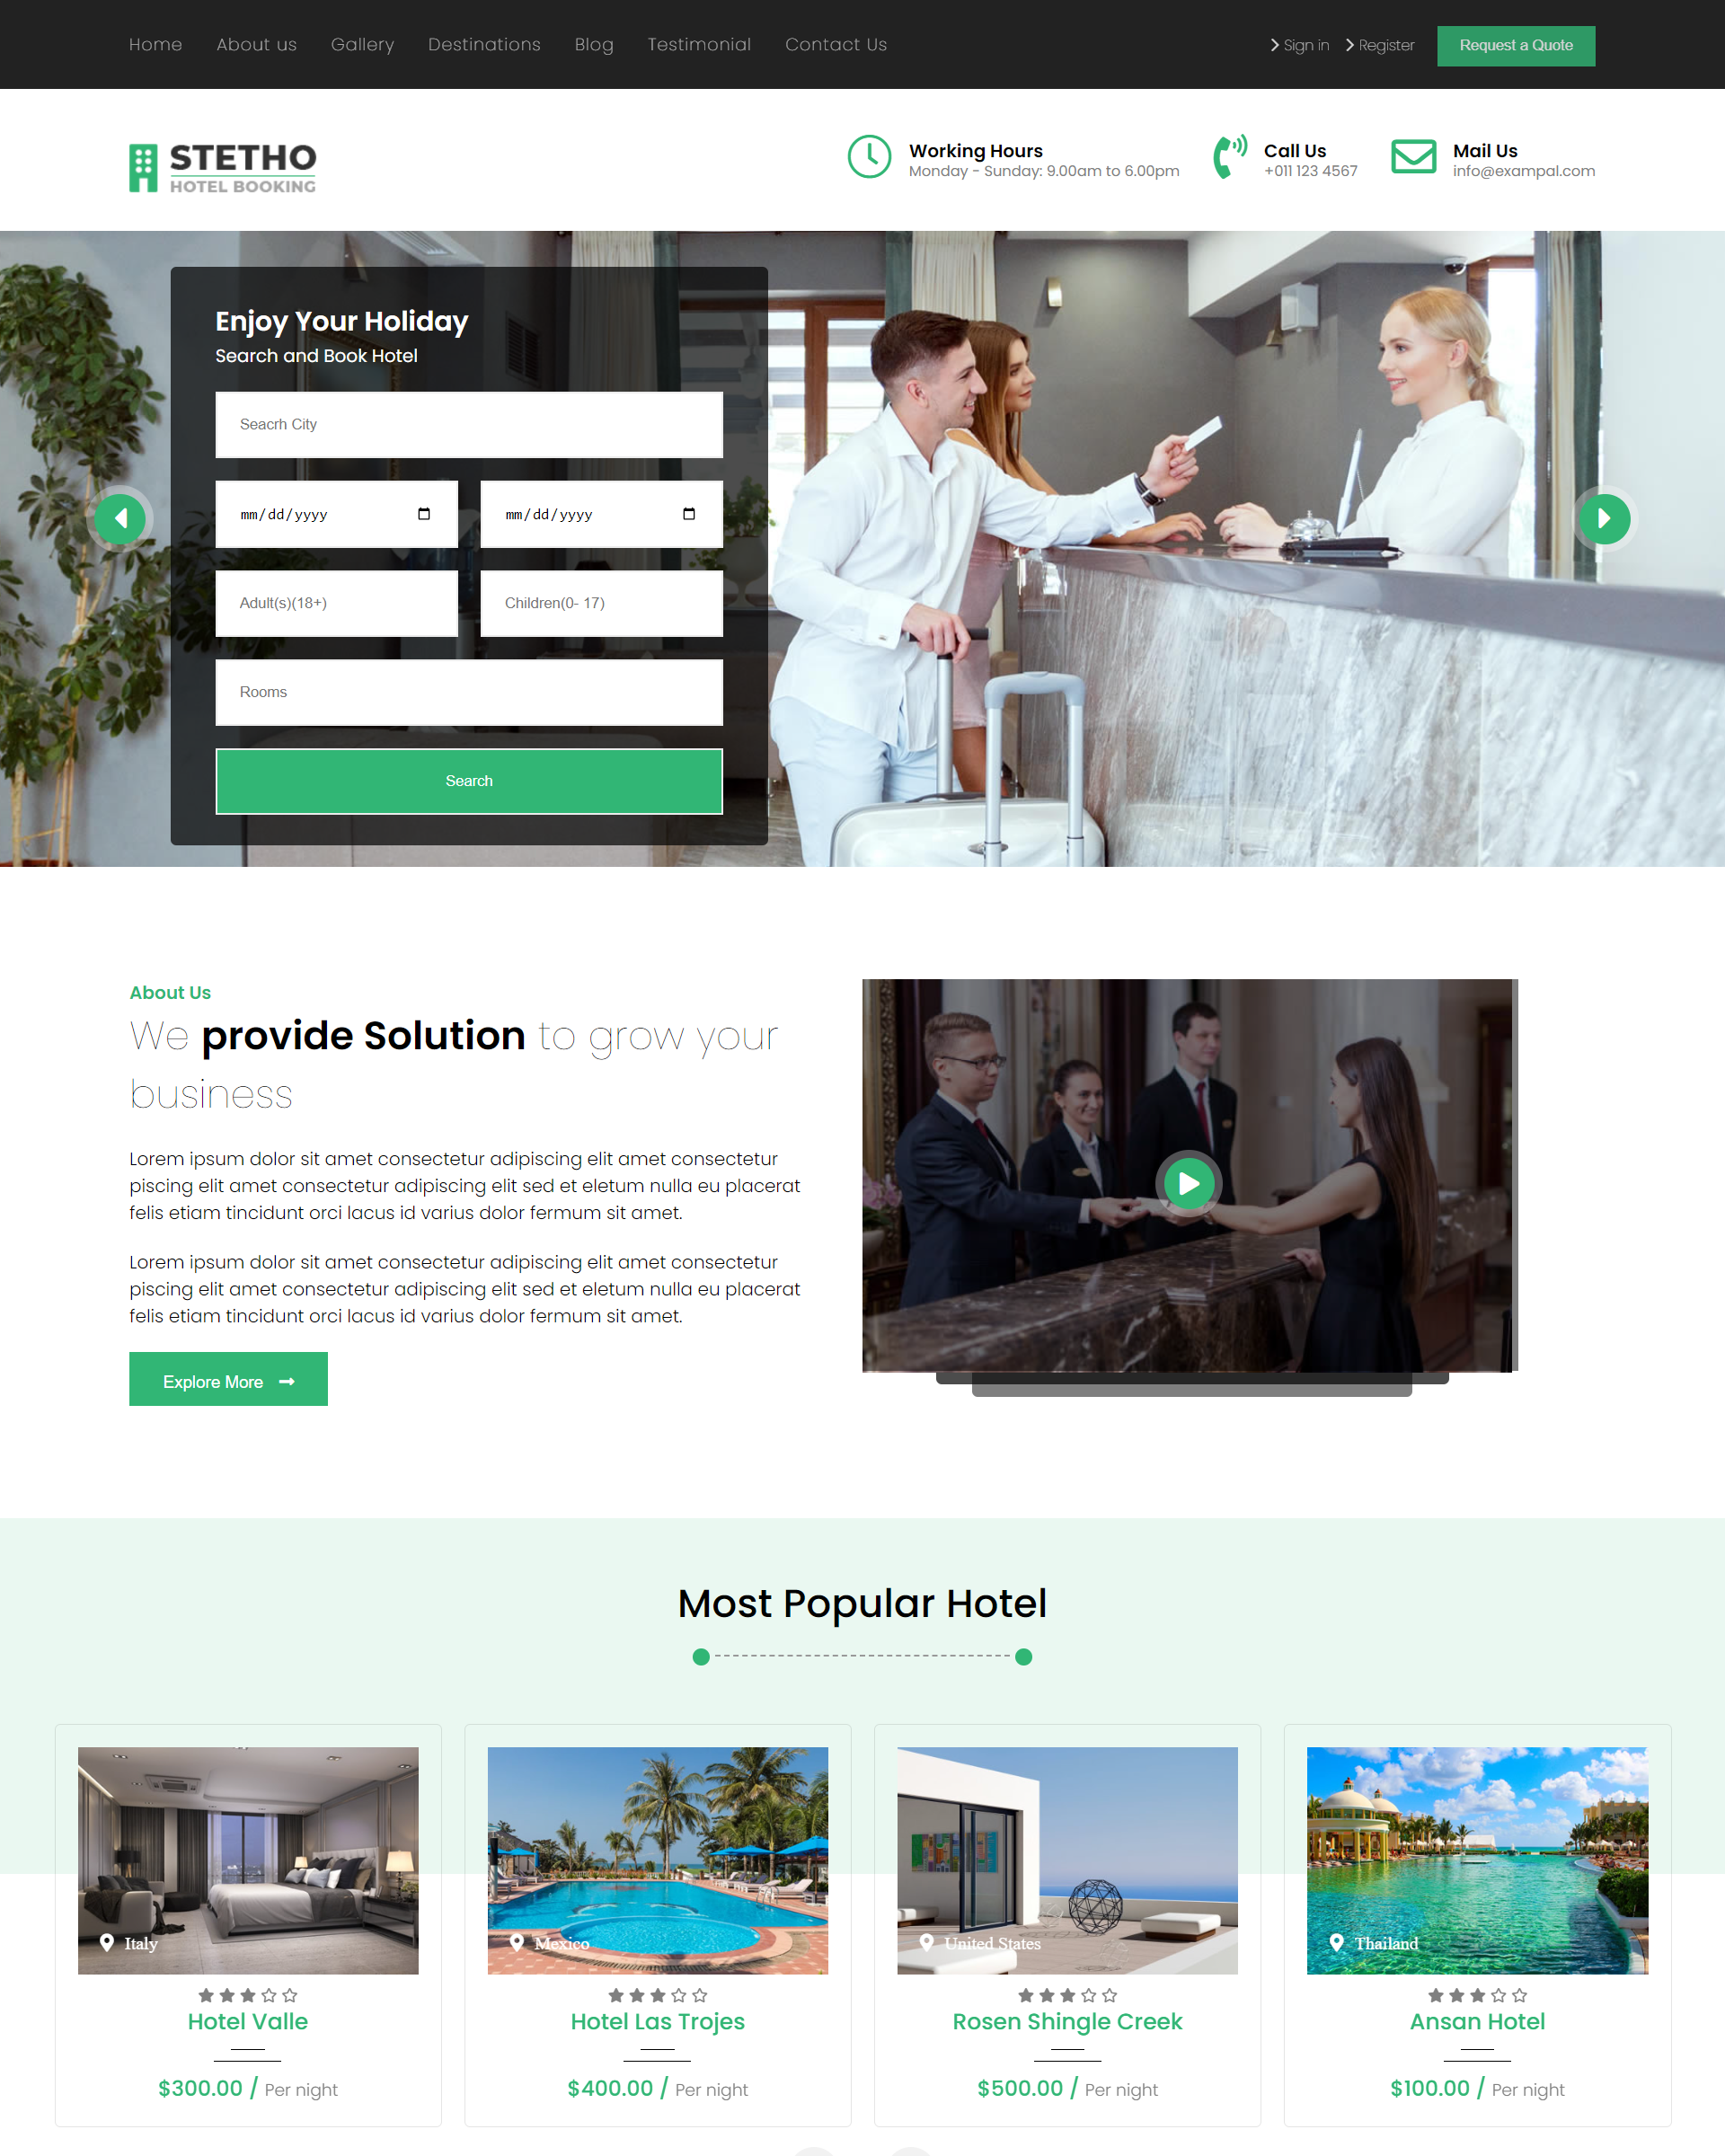 Home About us Gallery Destinations Blog Testimonial Contact Us Sign in Register Request a Quote
STETHO
HOTEL BOOKING
Working Hours
Monday - Sunday: 9.00am to 6.00pm
Call Us
+011 123 4567
Mail Us
info@exampal.com
Enjoy Your Holiday
Search and Book Hotel
Seacrh City
mm/dd/yyyy mm/dd/yyyy
Adult(s)(18+) Children(0- 17)
Rooms
Search
About Us
We provide Solution to grow your
business
Lorem ipsum dolor sit amet consectetur adipiscing elit amet consectetur
piscing elit amet consectetur adipiscing elit sed et eletum nulla eu placerat
felis etiam tincidunt orci lacus id varius dolor fermum sit amet.
Lorem ipsum dolor sit amet consectetur adipiscing elit amet consectetur
piscing elit amet consectetur adipiscing elit sed et eletum nulla eu placerat
felis etiam tincidunt orci lacus id varius dolor fermum sit amet.
Explore More
Most Popular Hotel
Italy
Hotel Valle
$300.00 / Per night
Mexico
Hotel Las Trojes
$400.00 / Per night
United States
Rosen Shingle Creek
$500.00 / Per night
Thailand
Ansan Hotel
$100.00 / Per night